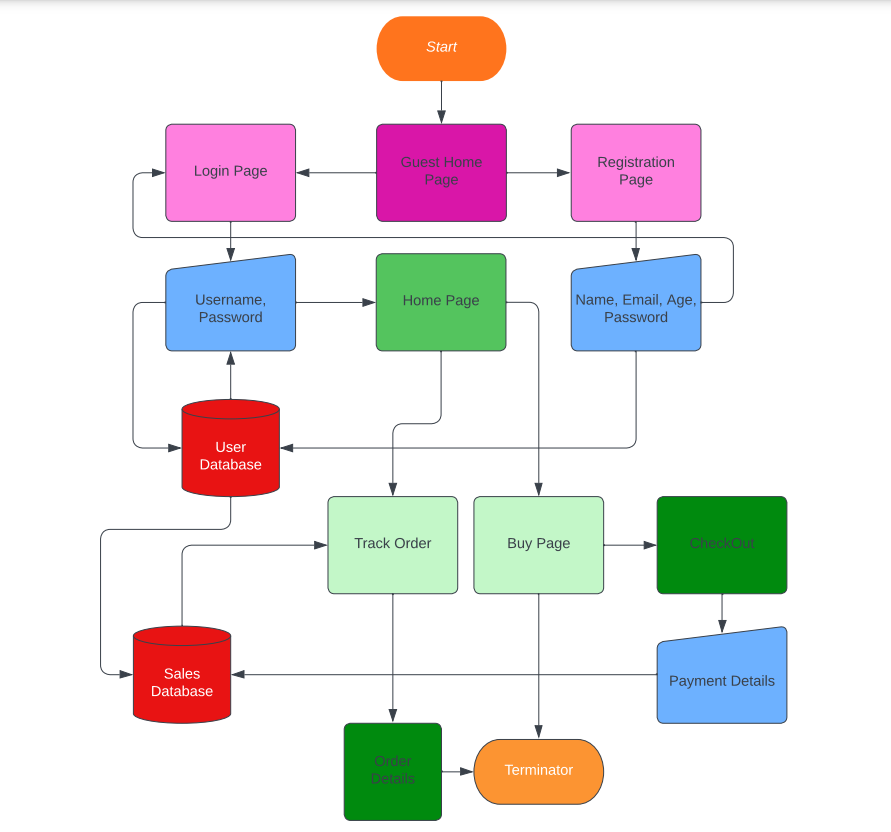 Start
Login Page
Guest Home
Page
Registration
Page
Username,
Password
Home Page
Name, Email, Age,
Password
User
Database
Track Order
Buy Page
CheckOut
Sales
Database
Payment Details
Order
Details
Terminator